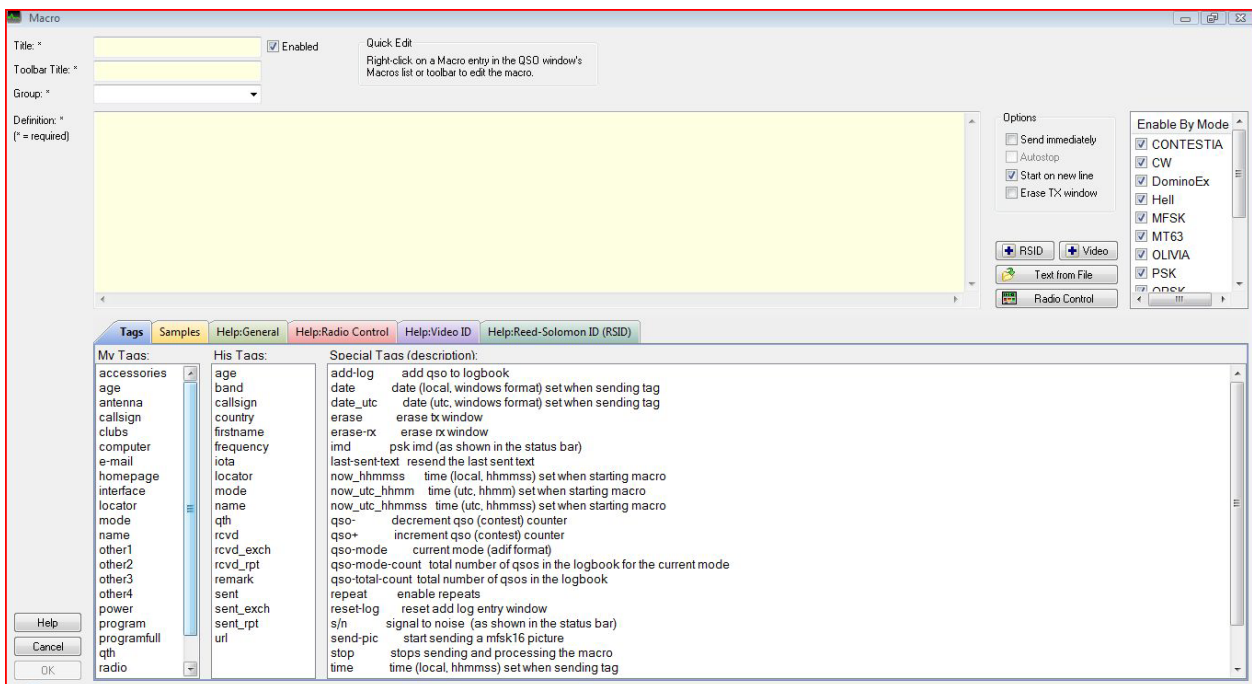 Macro
Title: *
Enabled
Quick Edit
Right-click on a Macro entry in the QSO window's
Macros list or toolbar to edit the macro.
Toolbar Title: *
Group: *
Definition: *
(* = required)
Options
Send immediately
Autostop
Start on new line
Erase TX window
Enable By Mode
CONTESTIA
CW
DominoEx
Hell
MFSK
MT63
OLIVIA
PSK
QPSK
RSID
Video
Text from File
Radio Control
Tags
Samples
Help:General
Help:Radio Control
Help:Video ID
Help:Reed-Solomon ID (RSID)
My Tags:
accessories
age
antenna
callsign
clubs
computer
e-mail
homepage
interface
locator
mode
name
other1
other2
other3
other4
power
program
programfull
qth
radio
His Tags:
age
band
callsign
country
firstname
frequency
iota
locator
mode
name
qth
rcvd
rcvd_exch
rcvd_rpt
remark
sent
sent_exch
sent_rpt
url
Special Tags (description):
add-log add qso to logbook
date date (local, windows format) set when sending tag
date_utc date (utc, windows format) set when sending tag
erase erase tx window
erase-rx erase rx window
imd psk imd (as shown in the status bar)
last-sent-text resend the last sent text
now_hhmmss time (local, hhmmss) set when starting macro
now_utc_hhmm time (utc, hhmm) set when starting macro
now_utc_hhmmss time (utc, hhmmss) set when starting macro
qso- decrement qso (contest) counter
qso+ increment qso (contest) counter
qso-mode current mode (adif format)
qso-mode-count total number of qsos in the logbook for the current mode
qso-total-count total number of qsos in the logbook
repeat enable repeats
reset-log reset add log entry window
s/n signal to noise (as shown in the status bar)
send-pic start sending a mfsk16 picture
stop stops sending and processing the macro
time time (local, hhmmss) set when sending tag
Help
Cancel
OK